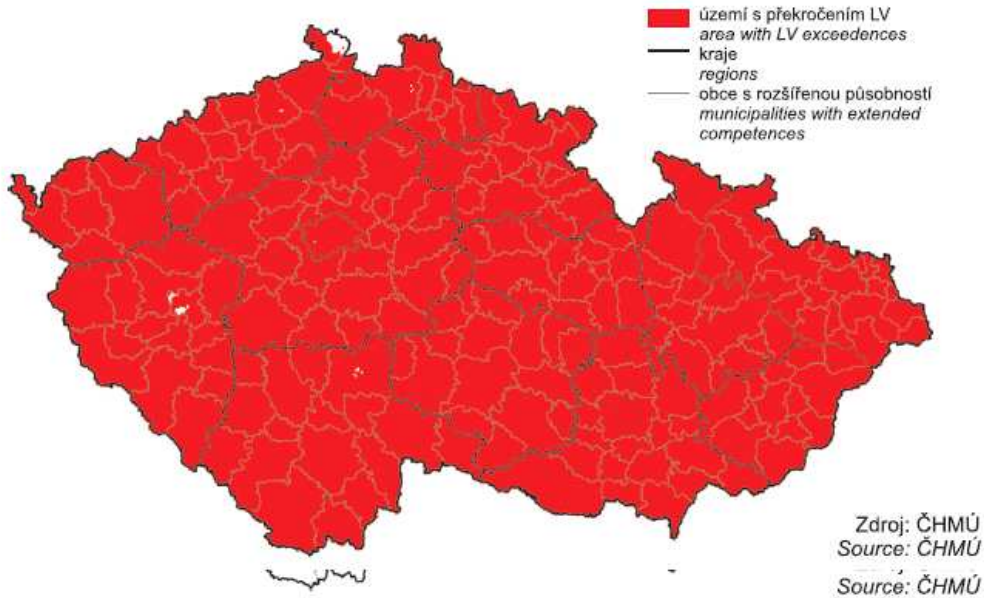 území s překročením LV
area with LV exceedences
kraje
regions
obce s rozšířenou působností
municipalities with extended
competences
Zdroj: ČHMÚ
Source: ČHMÚ
Source: ČHMÚ